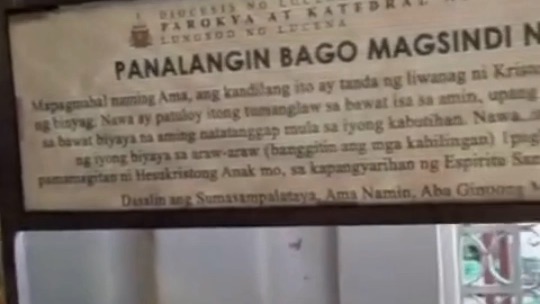 DIOCESIS NG
PAROKYA AT KATEDRAL
LUNGSOD NG LUCENA
PANALANGIN BAGO MAGSINDI N
Mapagmahal naming Ama, ang kandilang ito ay tanda ng liwanag ni Kris
ng binyag. Nawa ay patuloy itong tumanglaw sa bawat isa sa amin, upang
sa bawat biyaya na aming natatanggap mula sa iyong kabutihan. Nawa
ng iyong biyaya sa araw-araw (banggitin ang mga kahilingan)
pamamagitan ni Hesukristong Anak mo, sa kapangyarihan ng Espiritu San
Dasalin ang Sumasampalataya, Ama Namin, Aba Ginoong M